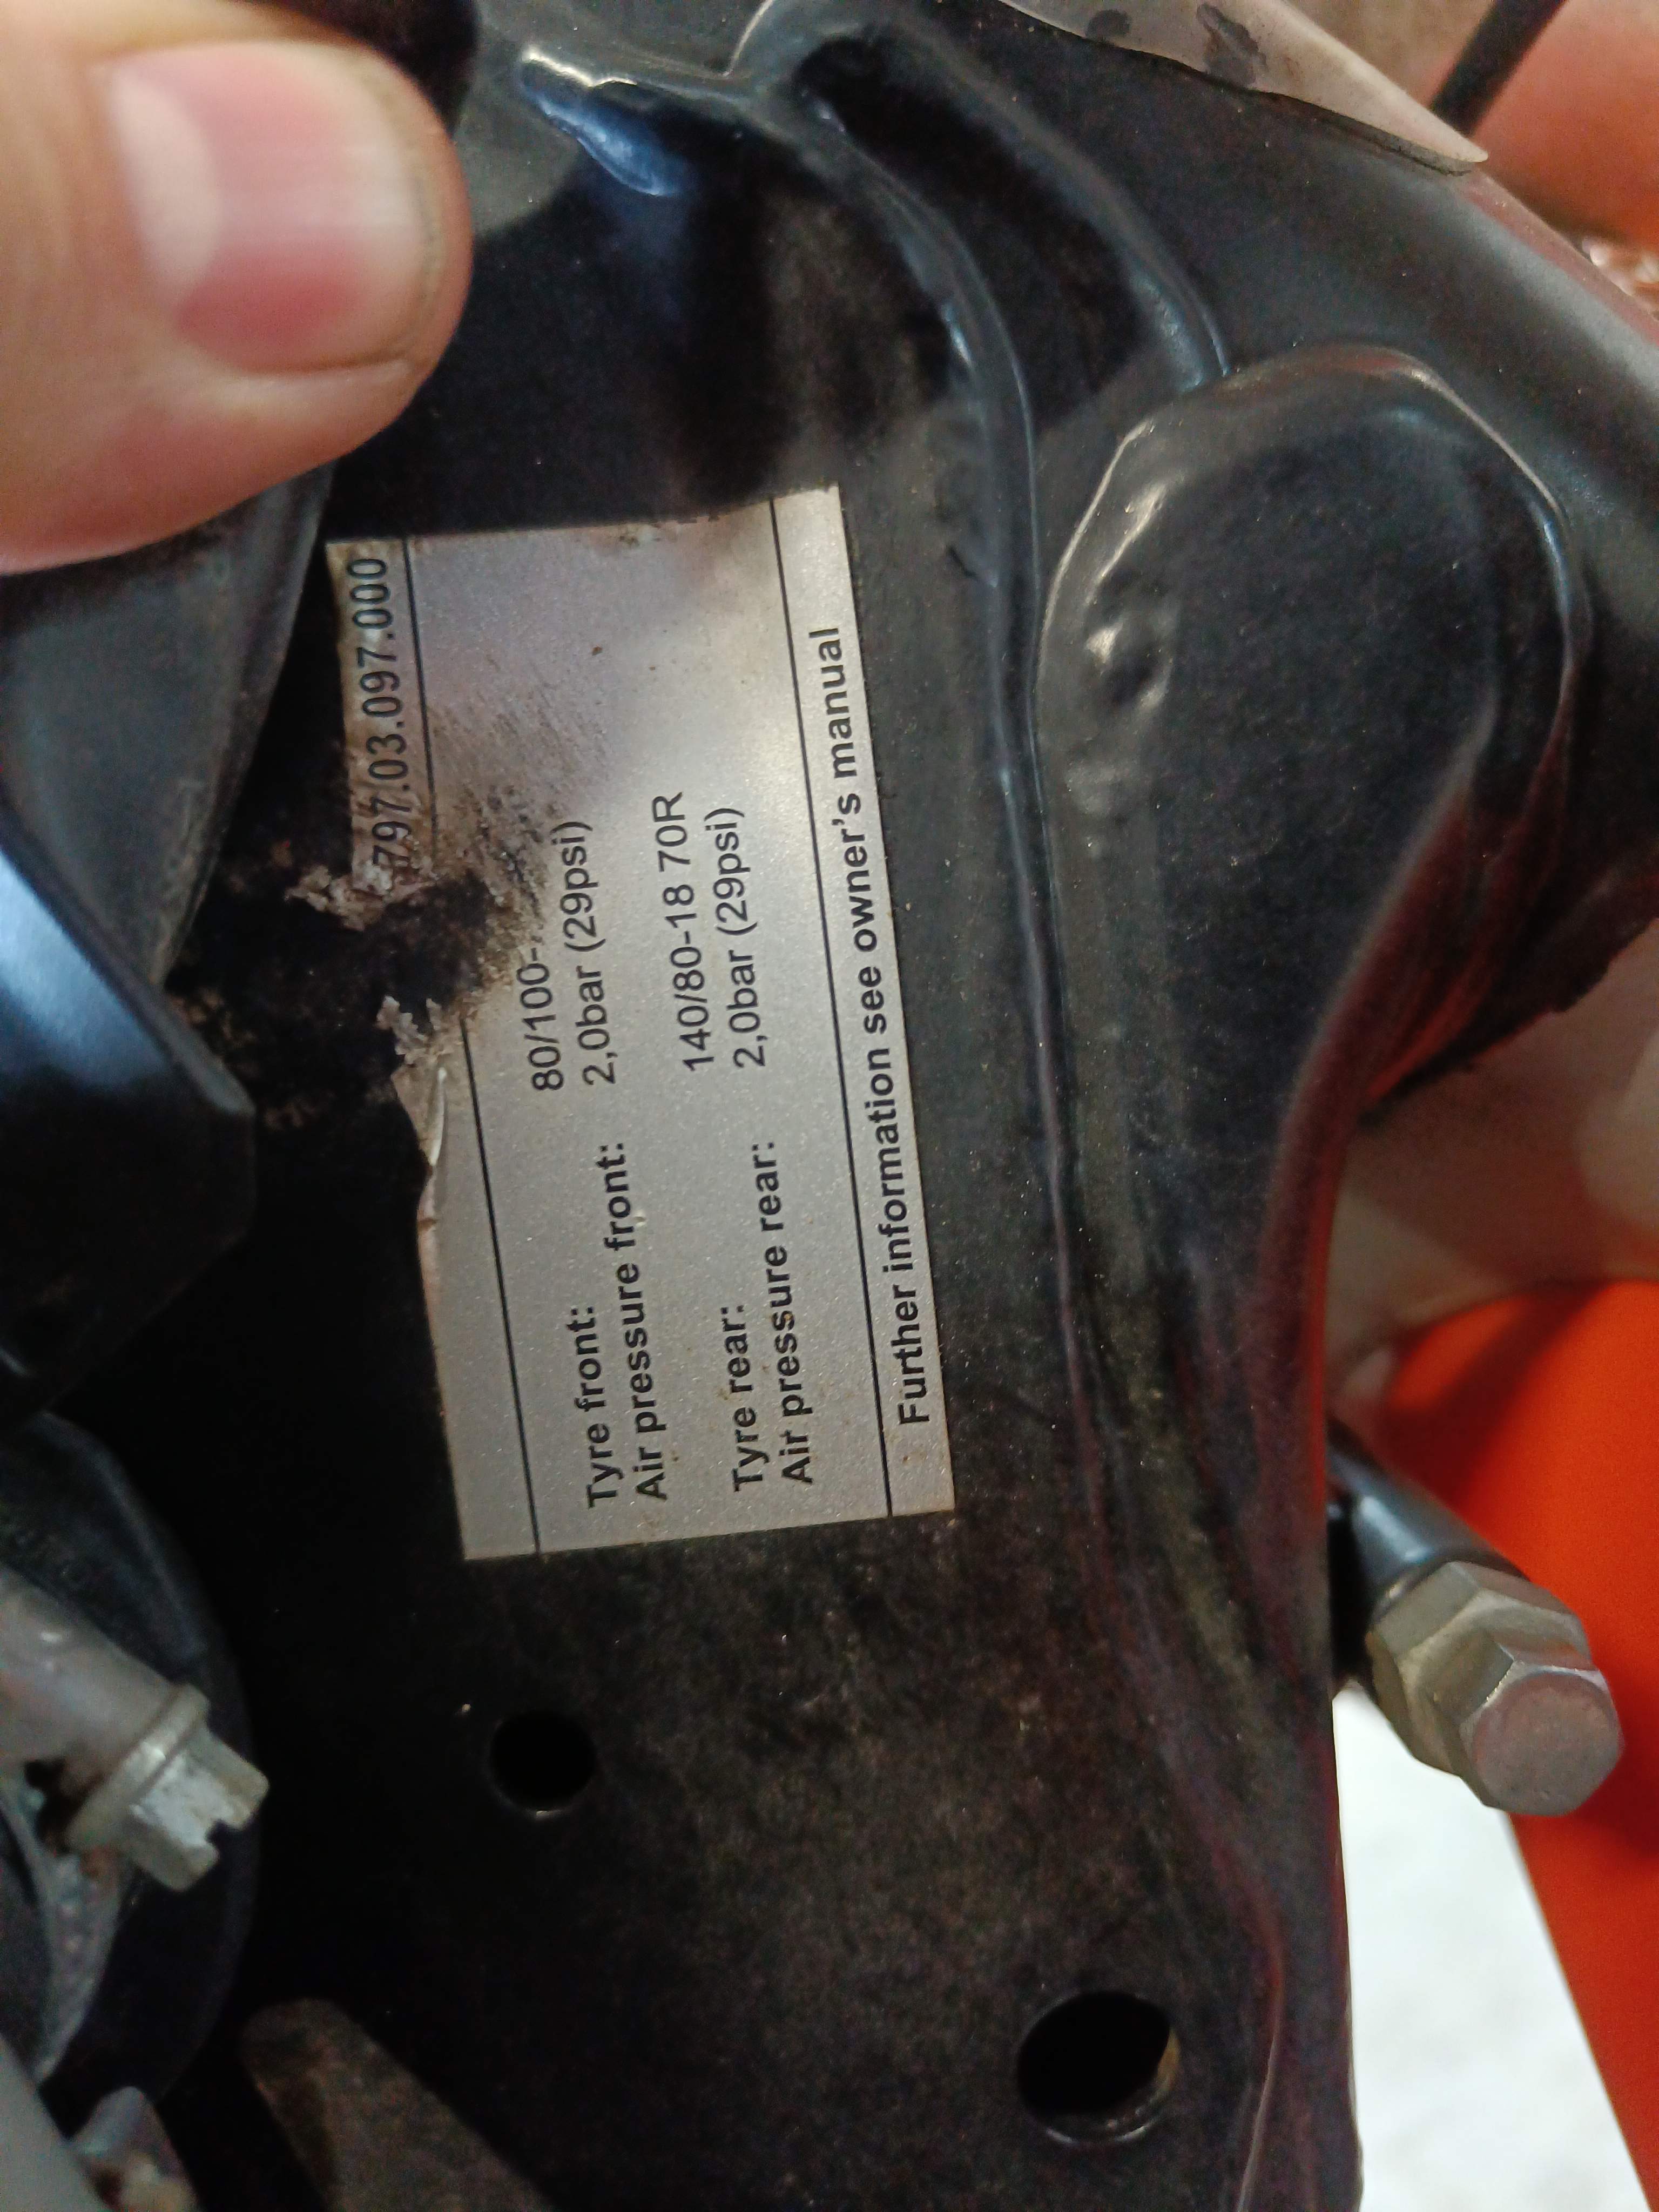 797.03.097.000
Tyre front: 80/100-
Air pressure front: 2,0bar (29psi)
Tyre rear: 140/80-18 70R
Air pressure rear: 2,0bar (29psi)
Further information see owner's manual